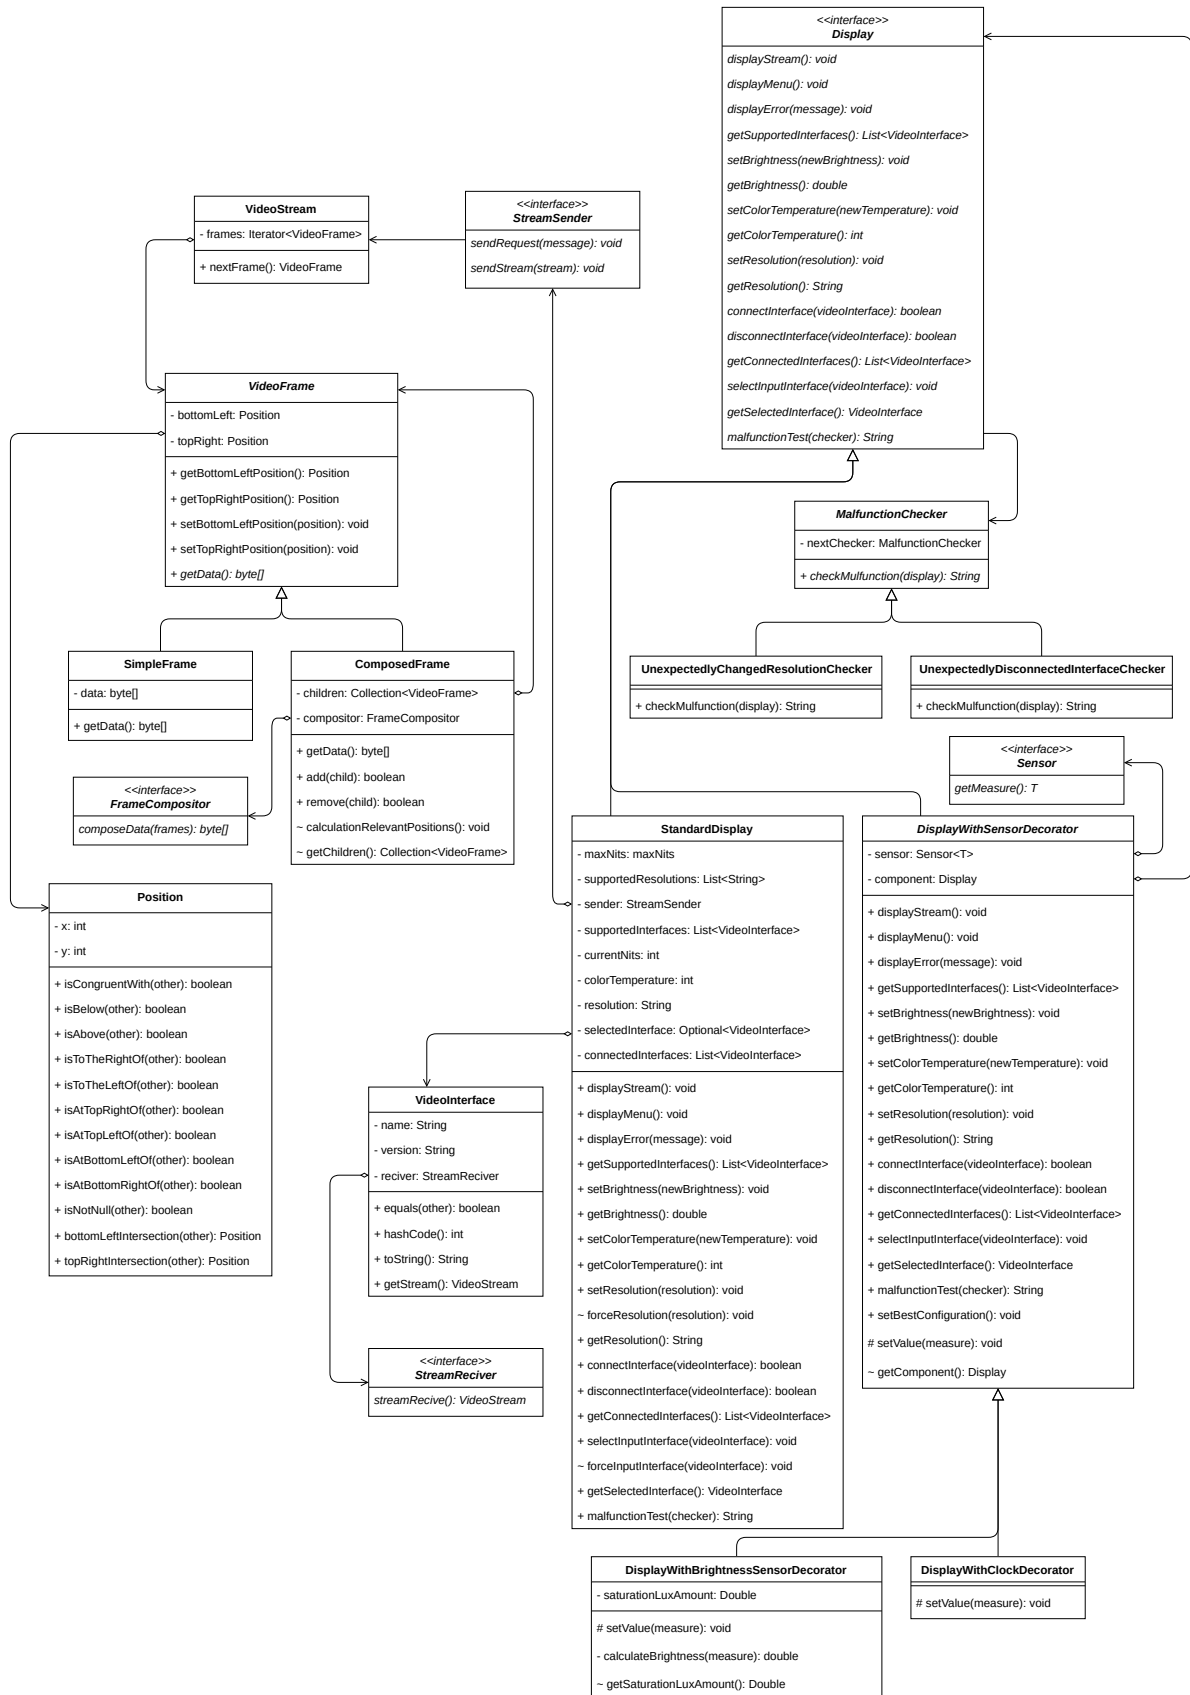 <<interface>>
Display
displayStream(): void
displayMenu(): void
displayError(message): void
getSupportedInterfaces(): List<VideoInterface>
setBrightness(newBrightness): void
getBrightness(): double
setColorTemperature(newTemperature): void
getColorTemperature(): int
setResolution(resolution): void
getResolution(): String
connectInterface(videoInterface): boolean
disconnectInterface(videoInterface): boolean
getConnectedInterfaces(): List<VideoInterface>
selectInputInterface(videoInterface): void
getSelectedInterface(): VideoInterface
malfunctionTest(checker): String
VideoStream
- frames: Iterator<VideoFrame>
+ nextFrame(): VideoFrame
<<interface>>
StreamSender
sendRequest(message): void
sendStream(stream): void
VideoFrame
- bottomLeft: Position
- topRight: Position
+ getBottomLeftPosition(): Position
+ getTopRightPosition(): Position
+ setBottomLeftPosition(position): void
+ setTopRightPosition(position): void
+ getData(): byte[]
MalfunctionChecker
- nextChecker: MalfunctionChecker
+ checkMulfunction(display): String
SimpleFrame
- data: byte[]
+ getData(): byte[]
ComposedFrame
- children: Collection<VideoFrame>
- compositor: FrameCompositor
+ getData(): byte[]
+ add(child): boolean
+ remove(child): boolean
~ calculationRelevantPositions(): void
~ getChildren(): Collection<VideoFrame>
UnexpectedlyChangedResolutionChecker
+ checkMulfunction(display): String
UnexpectedlyDisconnectedInterfaceChecker
+ checkMulfunction(display): String
<<interface>>
Sensor
getMeasure(): T
<<interface>>
FrameCompositor
composeData(frames): byte[]
Position
- x: int
- y: int
+ isCongruentWith(other): boolean
+ isBelow(other): boolean
+ isAbove(other): boolean
+ isToTheRightOf(other): boolean
+ isToTheLeftOf(other): boolean
+ isAtTopRightOf(other): boolean
+ isAtTopLeftOf(other): boolean
+ isAtBottomLeftOf(other): boolean
+ isAtBottomRightOf(other): boolean
+ isNotNull(other): boolean
+ bottomLeftIntersection(other): Position
+ topRightIntersection(other): Position
StandardDisplay
- maxNits: maxNits
- supportedResolutions: List<String>
- sender: StreamSender
- supportedInterfaces: List<VideoInterface>
- currentNits: int
- colorTemperature: int
- resolution: String
- selectedInterface: Optional<VideoInterface>
- connectedInterfaces: List<VideoInterface>
+ displayStream(): void
+ displayMenu(): void
+ displayError(message): void
+ getSupportedInterfaces(): List<VideoInterface>
+ setBrightness(newBrightness): void
+ getBrightness(): double
+ setColorTemperature(newTemperature): void
+ getColorTemperature(): int
+ setResolution(resolution): void
~ forceResolution(resolution): void
+ getResolution(): String
+ connectInterface(videoInterface): boolean
+ disconnectInterface(videoInterface): boolean
+ getConnectedInterfaces(): List<VideoInterface>
+ selectInputInterface(videoInterface): void
~ forceInputInterface(videoInterface): void
+ getSelectedInterface(): VideoInterface
+ malfunctionTest(checker): String
DisplayWithSensorDecorator
- sensor: Sensor<T>
- component: Display
+ displayStream(): void
+ displayMenu(): void
+ displayError(message): void
+ getSupportedInterfaces(): List<VideoInterface>
+ setBrightness(newBrightness): void
+ getBrightness(): double
+ setColorTemperature(newTemperature): void
+ getColorTemperature(): int
+ setResolution(resolution): void
+ getResolution(): String
+ connectInterface(videoInterface): boolean
+ disconnectInterface(videoInterface): boolean
+ getConnectedInterfaces(): List<VideoInterface>
+ selectInputInterface(videoInterface): void
+ getSelectedInterface(): VideoInterface
+ malfunctionTest(checker): String
+ setBestConfiguration(): void
# setValue(measure): void
~ getComponent(): Display
VideoInterface
- name: String
- version: String
- reciver: StreamReciver
+ equals(other): boolean
+ hashCode(): int
+ toString(): String
+ getStream(): VideoStream
<<interface>>
StreamReciver
streamRecive(): VideoStream
DisplayWithBrightnessSensorDecorator
- saturationLuxAmount: Double
# setValue(measure): void
- calculateBrightness(measure): double
~ getSaturationLuxAmount(): Double
DisplayWithClockDecorator
# setValue(measure): void